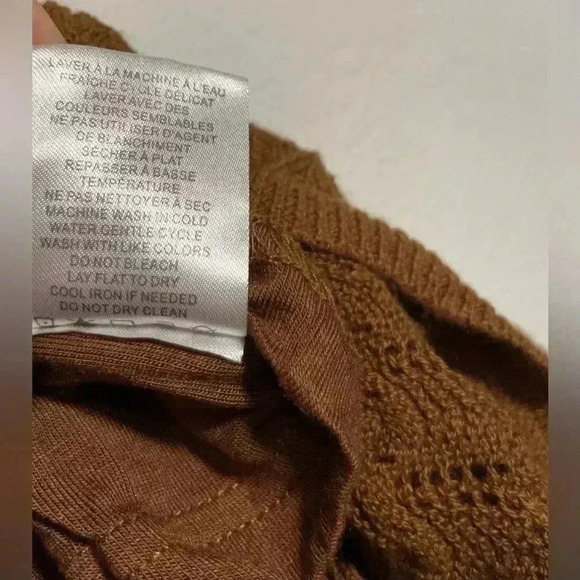 LAVER À LA MACHINE À L'EAU
FRAÎCHE CYCLE DÉLICAT
LAVER AVEC DES
COULEURS SEMBLABLES
NE PAS UTILISER D'AGENT
DE BLANCHIMENT
SÉCHER À PLAT
REPASSER À BASSE
TEMPÉRATURE
NE PAS NETTOYER À SEC
MACHINE WASH IN COLD
WATER GENTLE CYCLE
WASH WITH LIKE COLORS
DO NOT BLEACH
LAY FLAT TO DRY
COOL IRON IF NEEDED
DO NOT DRY CLEAN